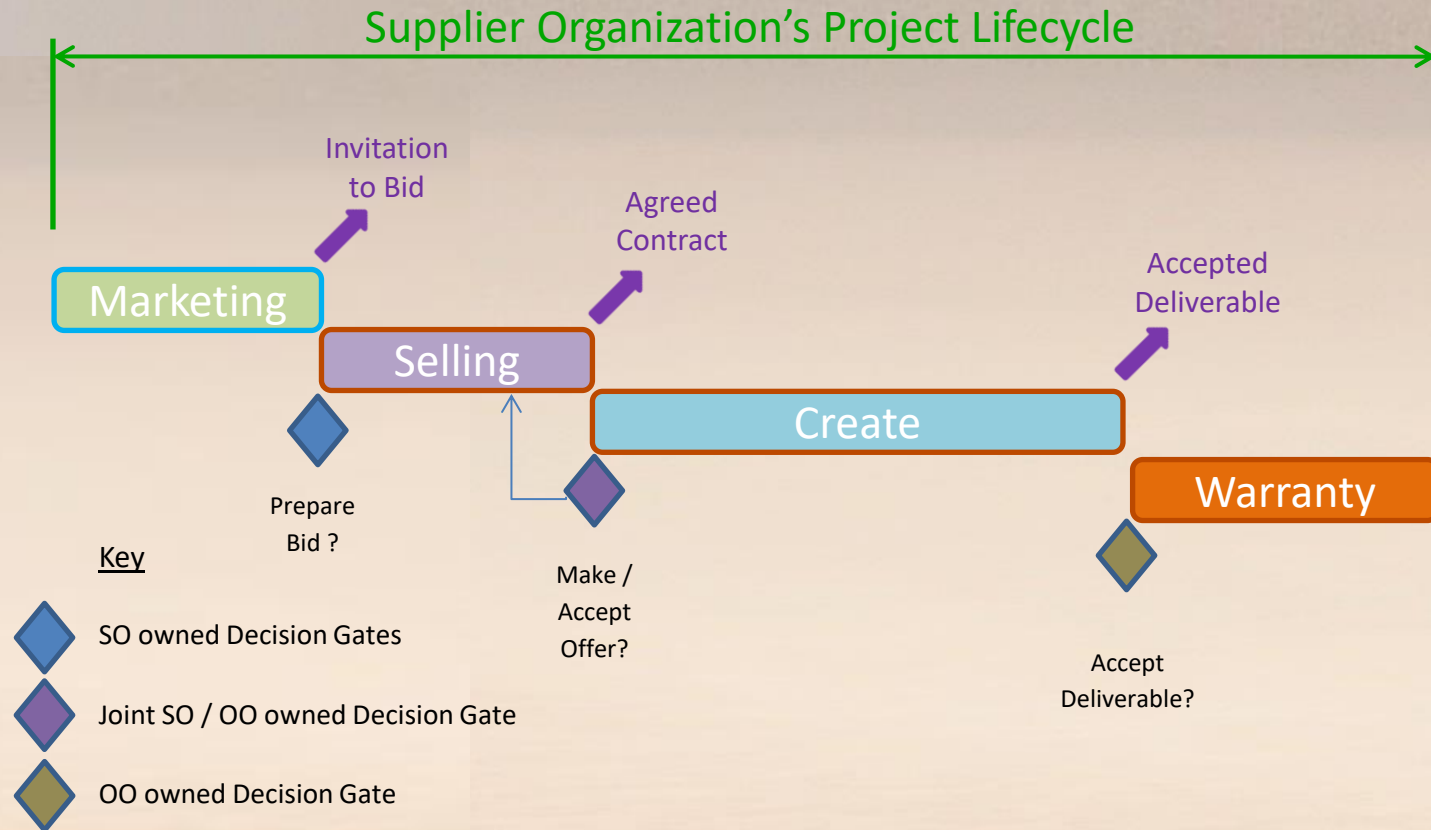 Supplier Organization’s Project Lifecycle
Invitation
to Bid
Agreed
Contract
Accepted
Deliverable
Marketing
Selling
Create
Warranty
Prepare
Bid ?
Make /
Accept
Offer?
Accept
Deliverable?
Key
SO owned Decision Gates
Joint SO / OO owned Decision Gate
OO owned Decision Gate